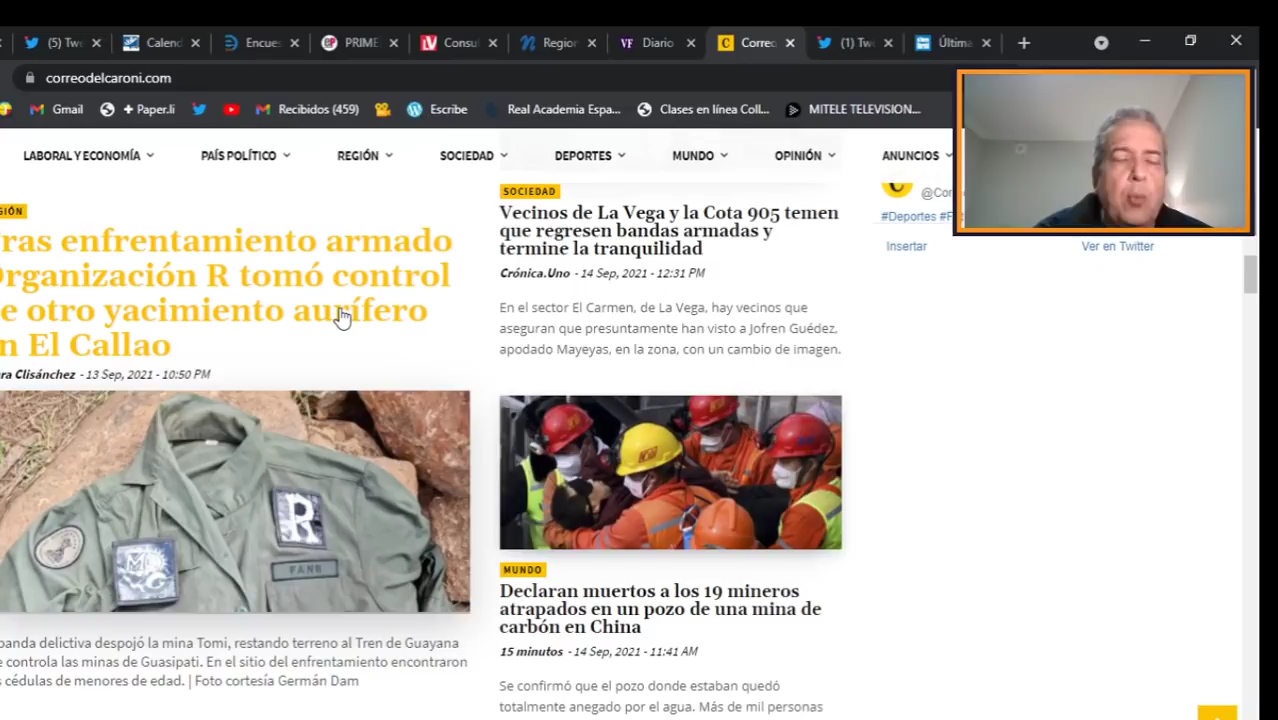 (5) Twe
Calend
Encues
PRIME
Consul
Region
Diario
Correo
(1) Twe
Última
correodelcaroni.com
Gmail
+ Paper.li
Recibidos (459)
Escribe
Real Academia Espa...
Clases en línea Coll...
MITELE TELEVISION...
LABORAL Y ECONOMÍA
PAÍS POLÍTICO
REGIÓN
SOCIEDAD
DEPORTES
MUNDO
OPINIÓN
ANUNCIOS
GIÓN
ras enfrentamiento armado
Organización R tomó control
e otro yacimiento aurífero
n El Callao
ra Clisánchez - 13 Sep, 2021 - 10:50 PM
R
FANB
banda delictiva despojó la mina Tomi, restando terreno al Tren de Guayana
e controla las minas de Guasipati. En el sitio del enfrentamiento encontraron
s cédulas de menores de edad. | Foto cortesía Germán Dam
SOCIEDAD
Vecinos de La Vega y la Cota 905 temen
que regresen bandas armadas y
termine la tranquilidad
Crónica.Uno - 14 Sep, 2021 - 12:31 PM
En el sector El Carmen, de La Vega, hay vecinos que
aseguran que presuntamente han visto a Jofren Guédez,
apodado Mayeyas, en la zona, con un cambio de imagen.
MUNDO
Declaran muertos a los 19 mineros
atrapados en un pozo de una mina de
carbón en China
15 minutos - 14 Sep, 2021 - 11:41 AM
Se confirmó que el pozo donde estaban quedó
totalmente anegado por el agua. Más de mil personas
@Cor
#Deportes
Insertar
Ver en Twitter